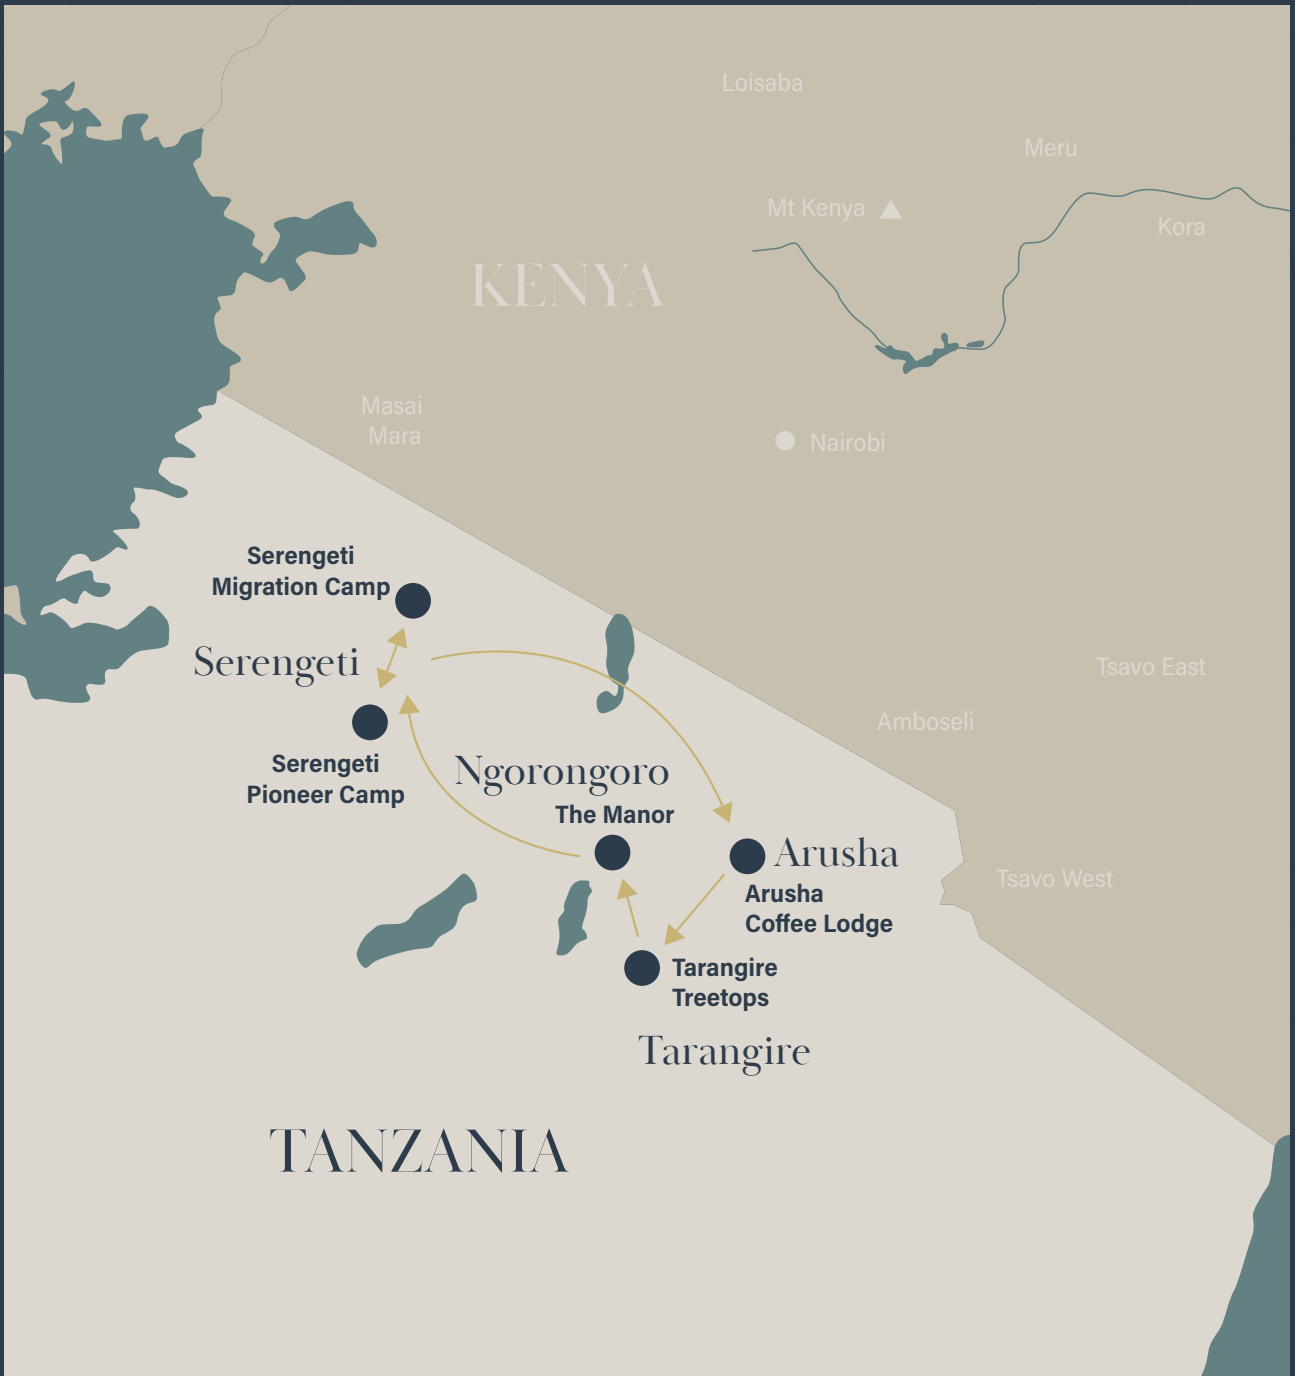 Loisaba
Meru
Mt Kenya
Kora
KENYA
Masai
Mara
Nairobi
Serengeti
Migration Camp
Serengeti
Tsavo East
Amboseli
Serengeti
Pioneer Camp
Ngorongoro
The Manor
Arusha
Arusha
Coffee Lodge
Tsavo West
Tarangire
Treetops
Tarangire
TANZANIA